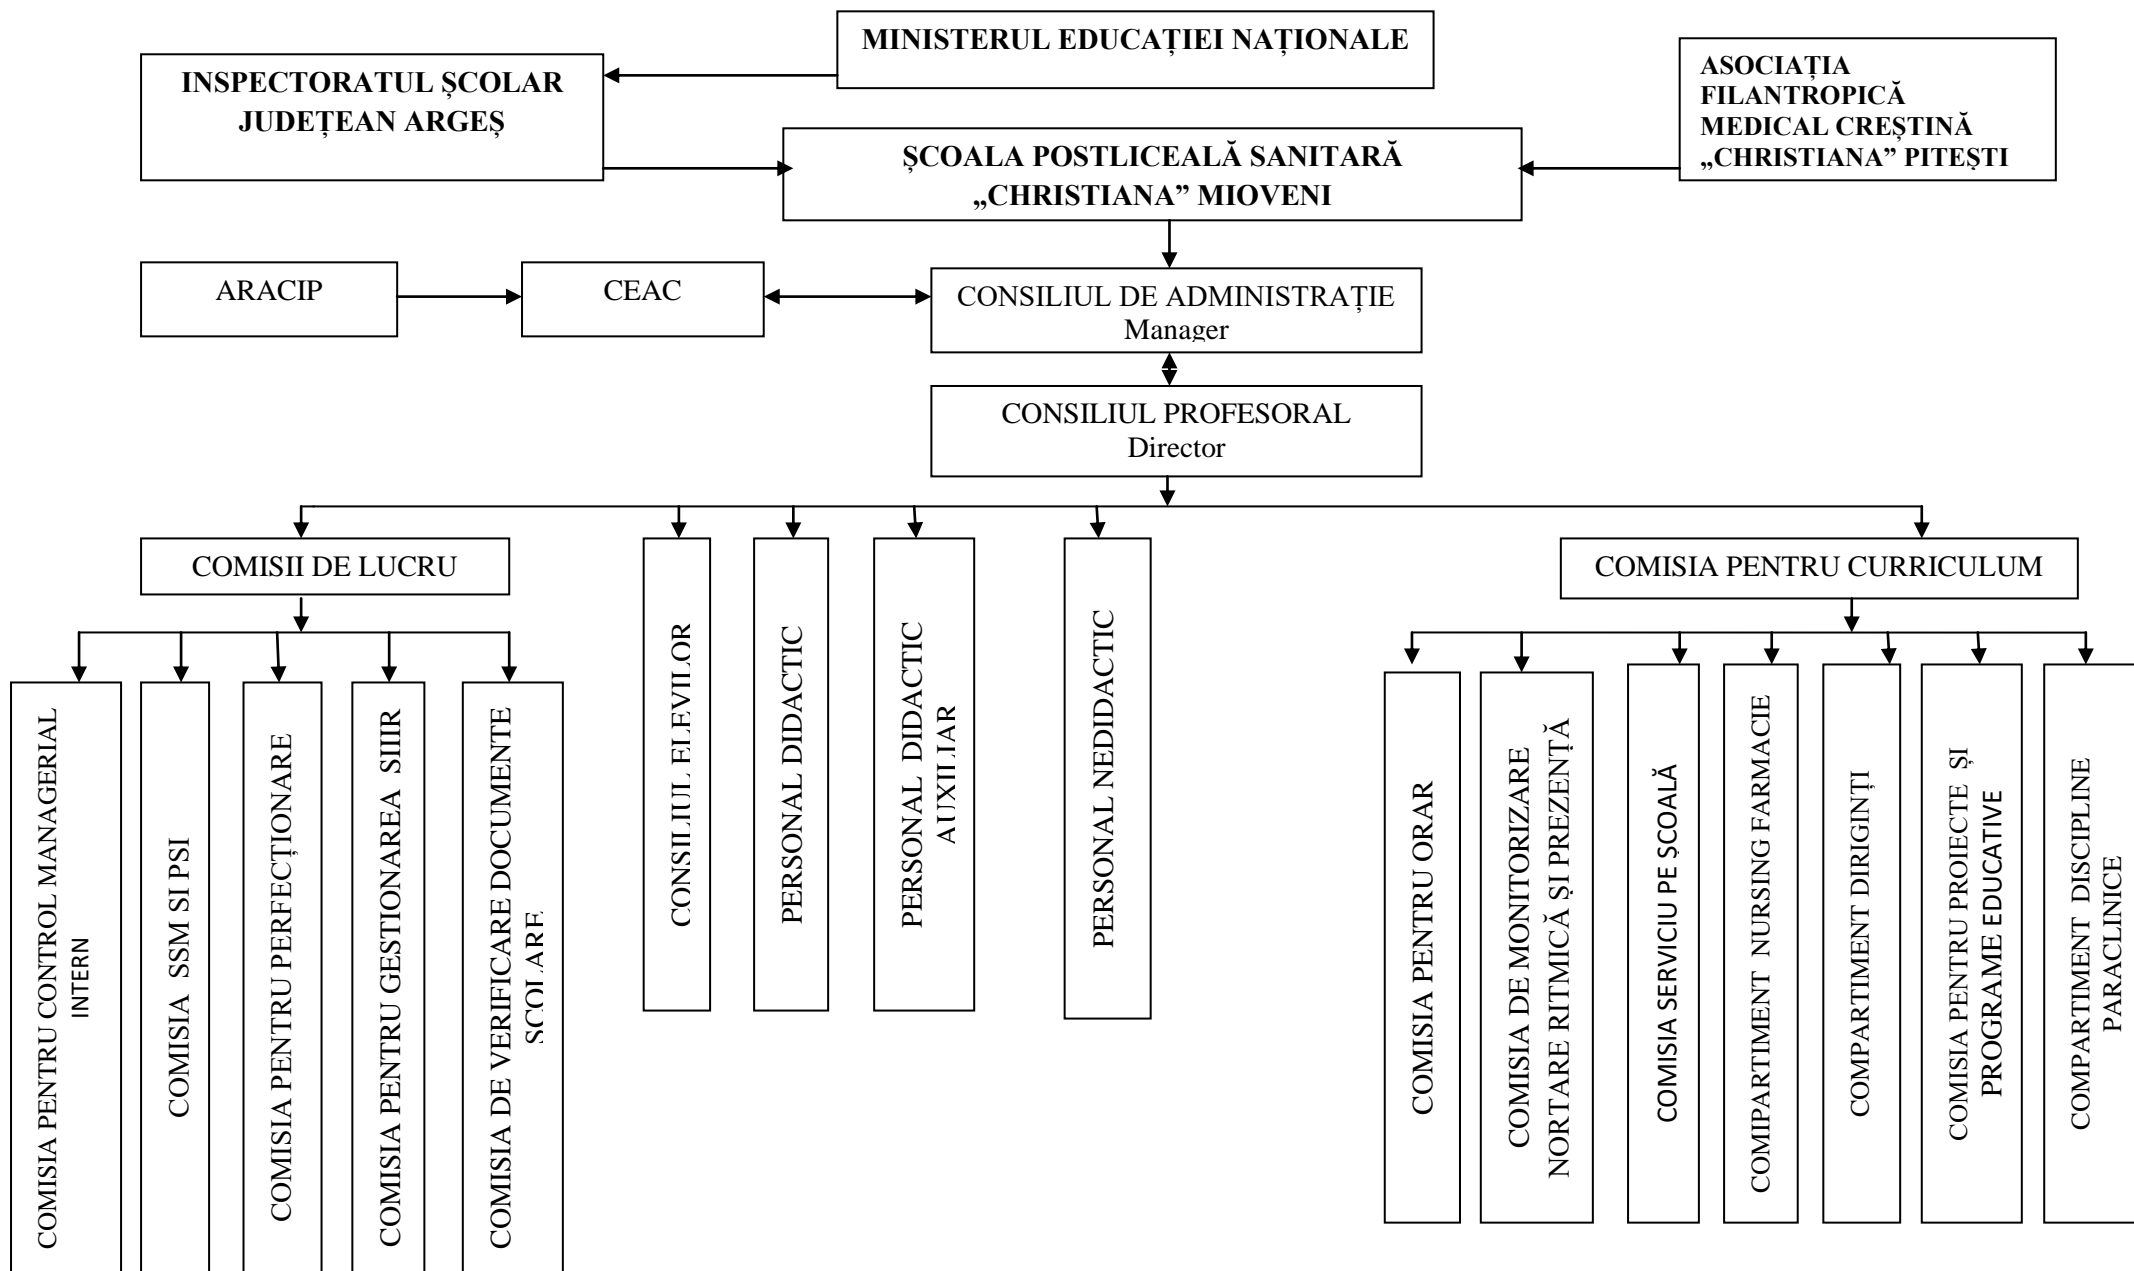 MINISTERUL EDUCAȚIEI NAȚIONALE
INSPECTORATUL ȘCOLAR
JUDEȚEAN ARGEȘ
ASOCIAȚIA
FILANTROPICĂ
MEDICAL CREȘTINĂ
„CHRISTIANA” PITEȘTI
ȘCOALA POSTLICEALĂ SANITARĂ
„CHRISTIANA” MIOVENI
ARACIP
CEAC
CONSILIUL DE ADMINISTRAȚIE
Manager
CONSILIUL PROFESORAL
Director
COMISII DE LUCRU
COMISIA PENTRU CURRICULUM
COMISIA PENTRU CONTROL MANAGERIAL
INTERN
COMISIA SSM SI PSI
COMISIA PENTRU PERFECȚIONARE
COMISIA PENTRU GESTIONAREA SIIIR
COMISIA DE VERIFICARE DOCUMENTE
ȘCOLARE
CONSILIUL ELEVILOR
PERSONAL DIDACTIC
PERSONAL DIDACTIC
AUXILIAR
PERSONAL NEDIDACTIC
COMISIA PENTRU ORAR
COMISIA DE MONITORIZARE
NORTARE RITMICĂ ȘI PREZENȚĂ
COMISIA SERVICIU PE ȘCOALĂ
COMIPARTIMENT NURSING FARMACIE
COMPARTIMENT DIRIGINȚI
COMISIA PENTRU PROIECTE ȘI
PROGRAME EDUCATIVE
COMPARTIMENT DISCIPLINE
PARACLINICE